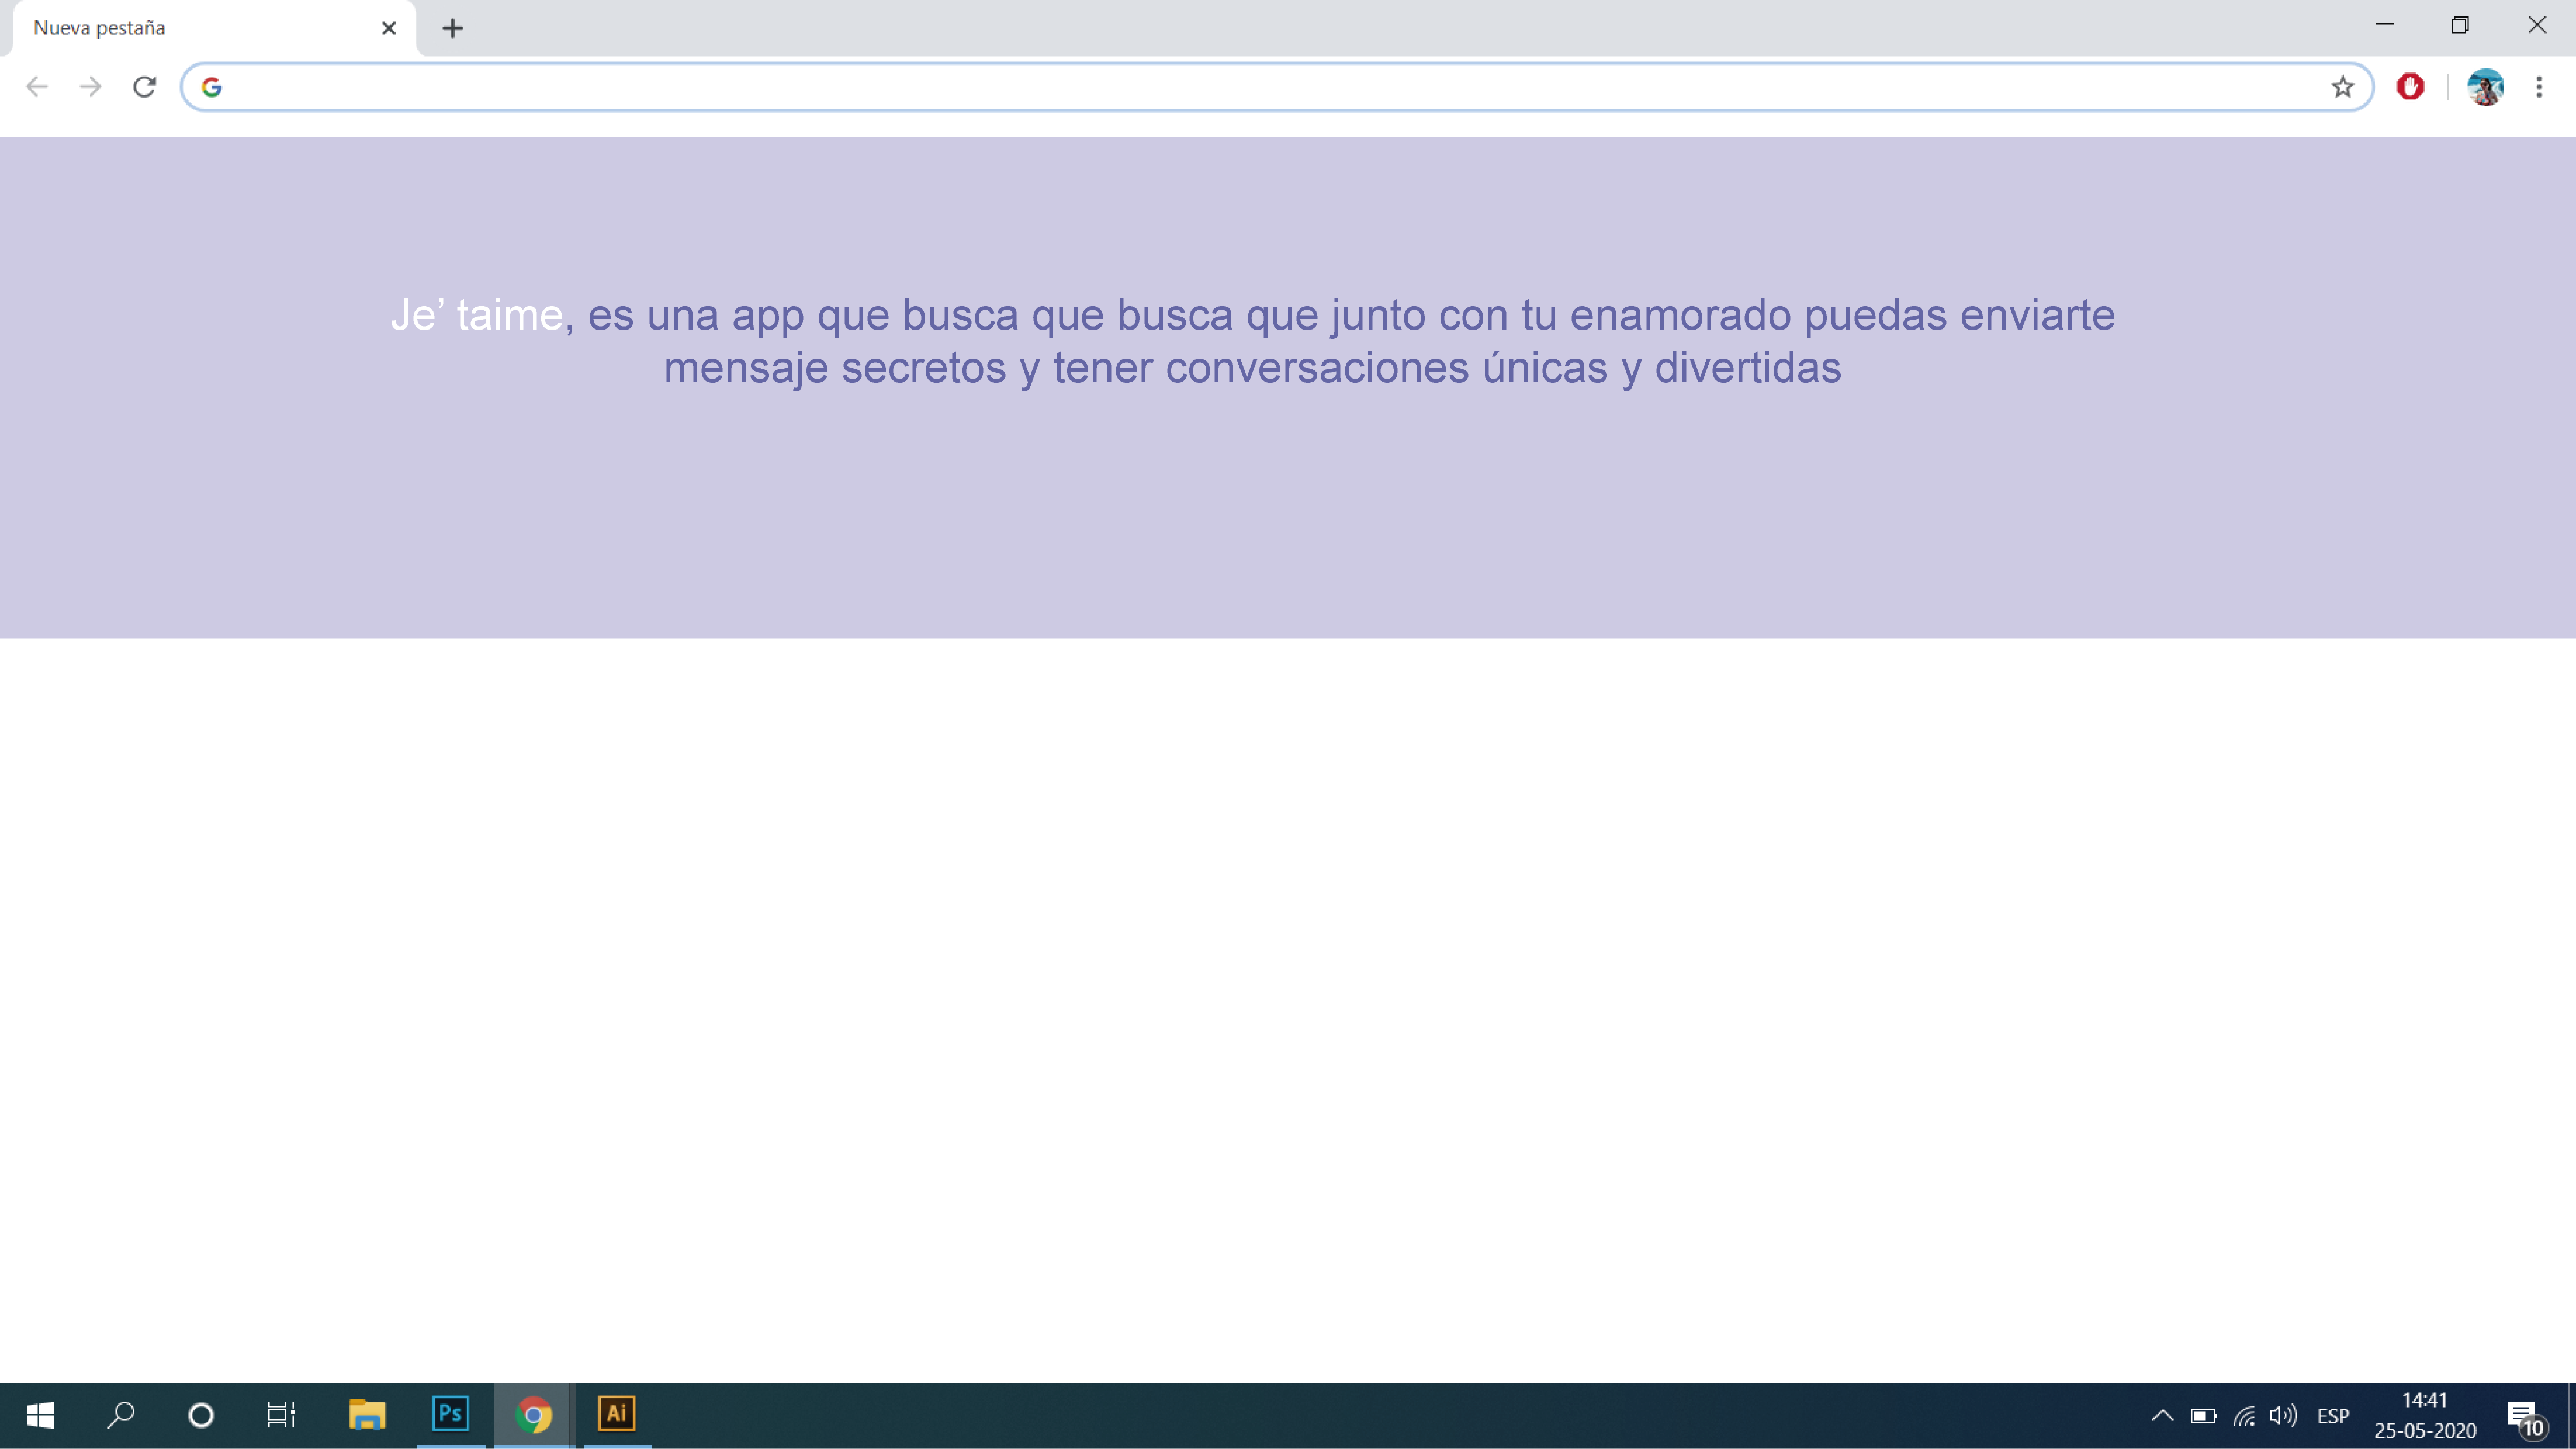 Nueva pestaña
Je’ taime, es una app que busca que busca que junto con tu enamorado puedas enviarte
mensaje secretos y tener conversaciones únicas y divertidas
Ps
Ai
ESP
14:41
25-05-2020
10